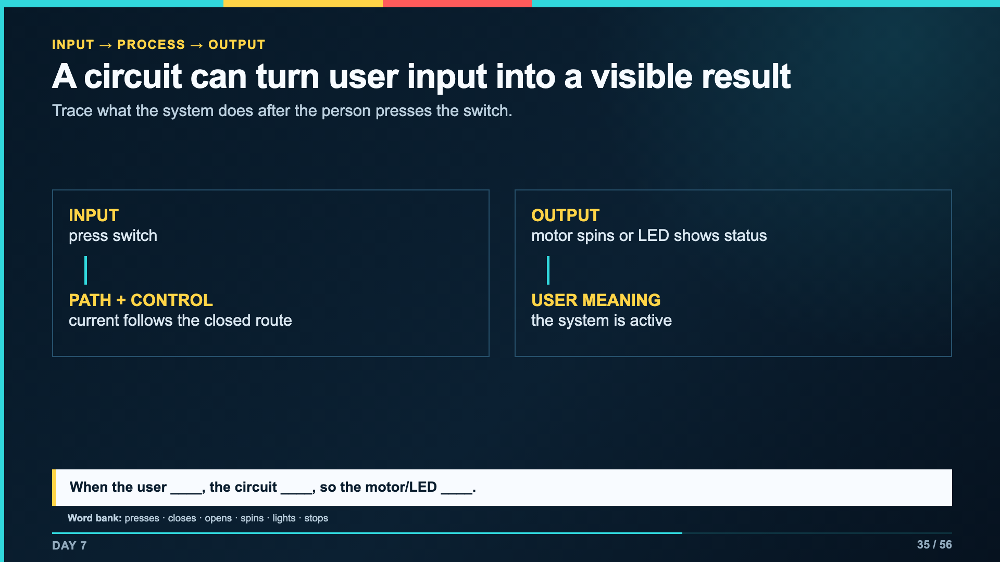 INPUT → PROCESS → OUTPUT
A circuit can turn user input into a visible result
Trace what the system does after the person presses the switch.
INPUT
press switch
PATH + CONTROL
current follows the closed route
OUTPUT
motor spins or LED shows status
USER MEANING
the system is active
When the user ____, the circuit ____, so the motor/LED ____.
Word bank: presses · closes · opens · spins · lights · stops
DAY 7
35 / 56